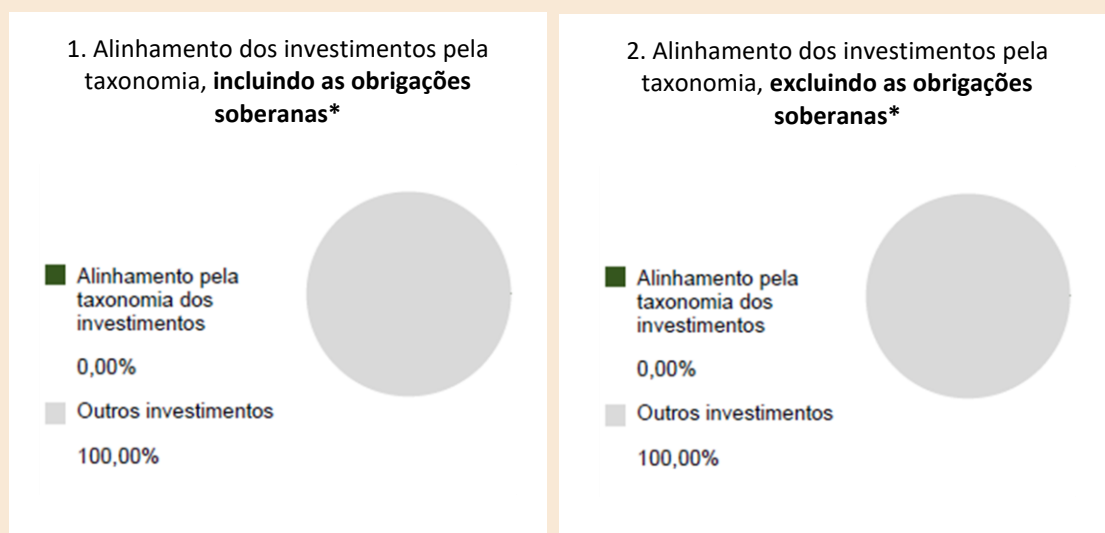 1. Alinhamento dos investimentos pela
taxonomia, incluindo as obrigações
soberanas*
Alinhamento pela
taxonomia dos
investimentos
0,00%
Outros investimentos
100,00%
2. Alinhamento dos investimentos pela
taxonomia, excluindo as obrigações
soberanas*
Alinhamento pela
taxonomia dos
investimentos
0,00%
Outros investimentos
100,00%